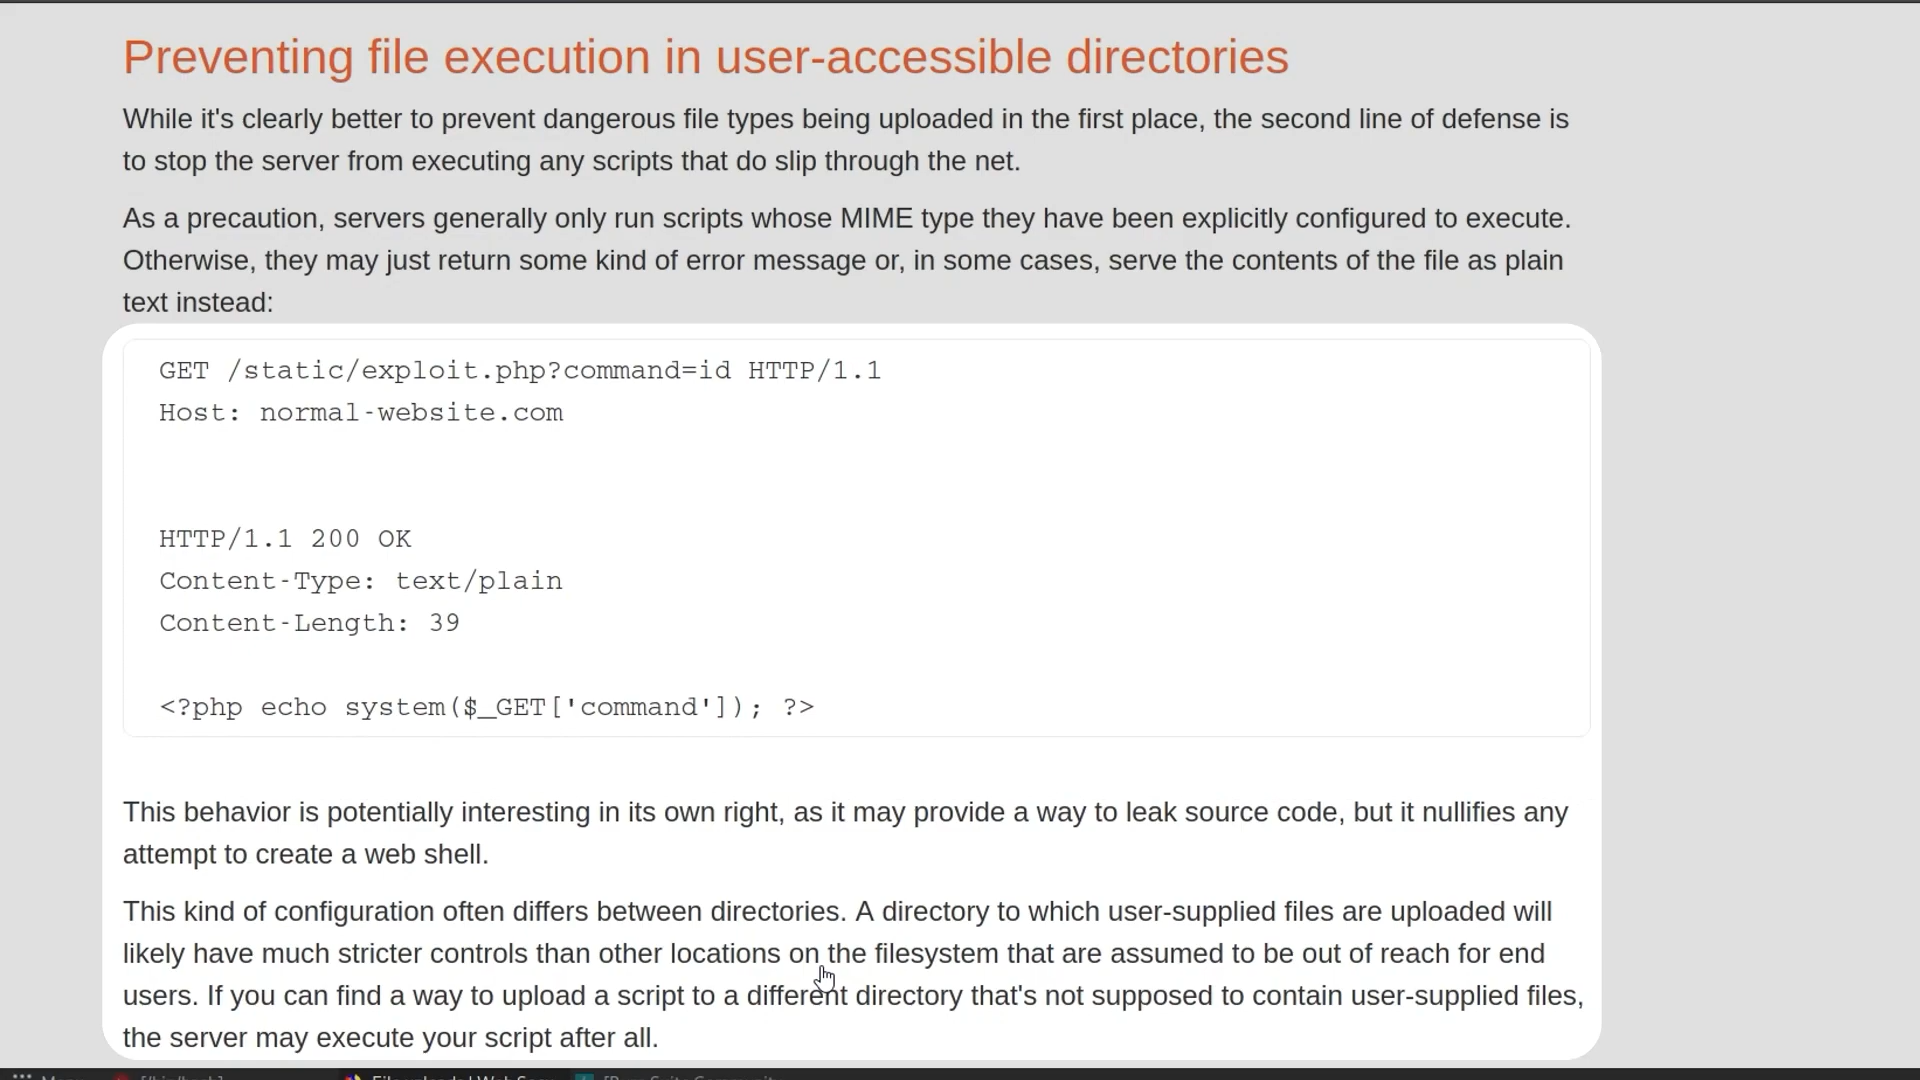 Preventing file execution in user-accessible directories
While it's clearly better to prevent dangerous file types being uploaded in the first place, the second line of defense is
to stop the server from executing any scripts that do slip through the net.
As a precaution, servers generally only run scripts whose MIME type they have been explicitly configured to execute.
Otherwise, they may just return some kind of error message or, in some cases, serve the contents of the file as plain
text instead:
GET /static/exploit.php?command=id HTTP/1.1
Host: normal-website.com
HTTP/1.1 200 OK
Content-Type: text/plain
Content-Length: 39
<?php echo system($_GET['command']); ?>
This behavior is potentially interesting in its own right, as it may provide a way to leak source code, but it nullifies any
attempt to create a web shell.
This kind of configuration often differs between directories. A directory to which user-supplied files are uploaded will
likely have much stricter controls than other locations on the filesystem that are assumed to be out of reach for end
users. If you can find a way to upload a script to a different directory that's not supposed to contain user-supplied files,
the server may execute your script after all.